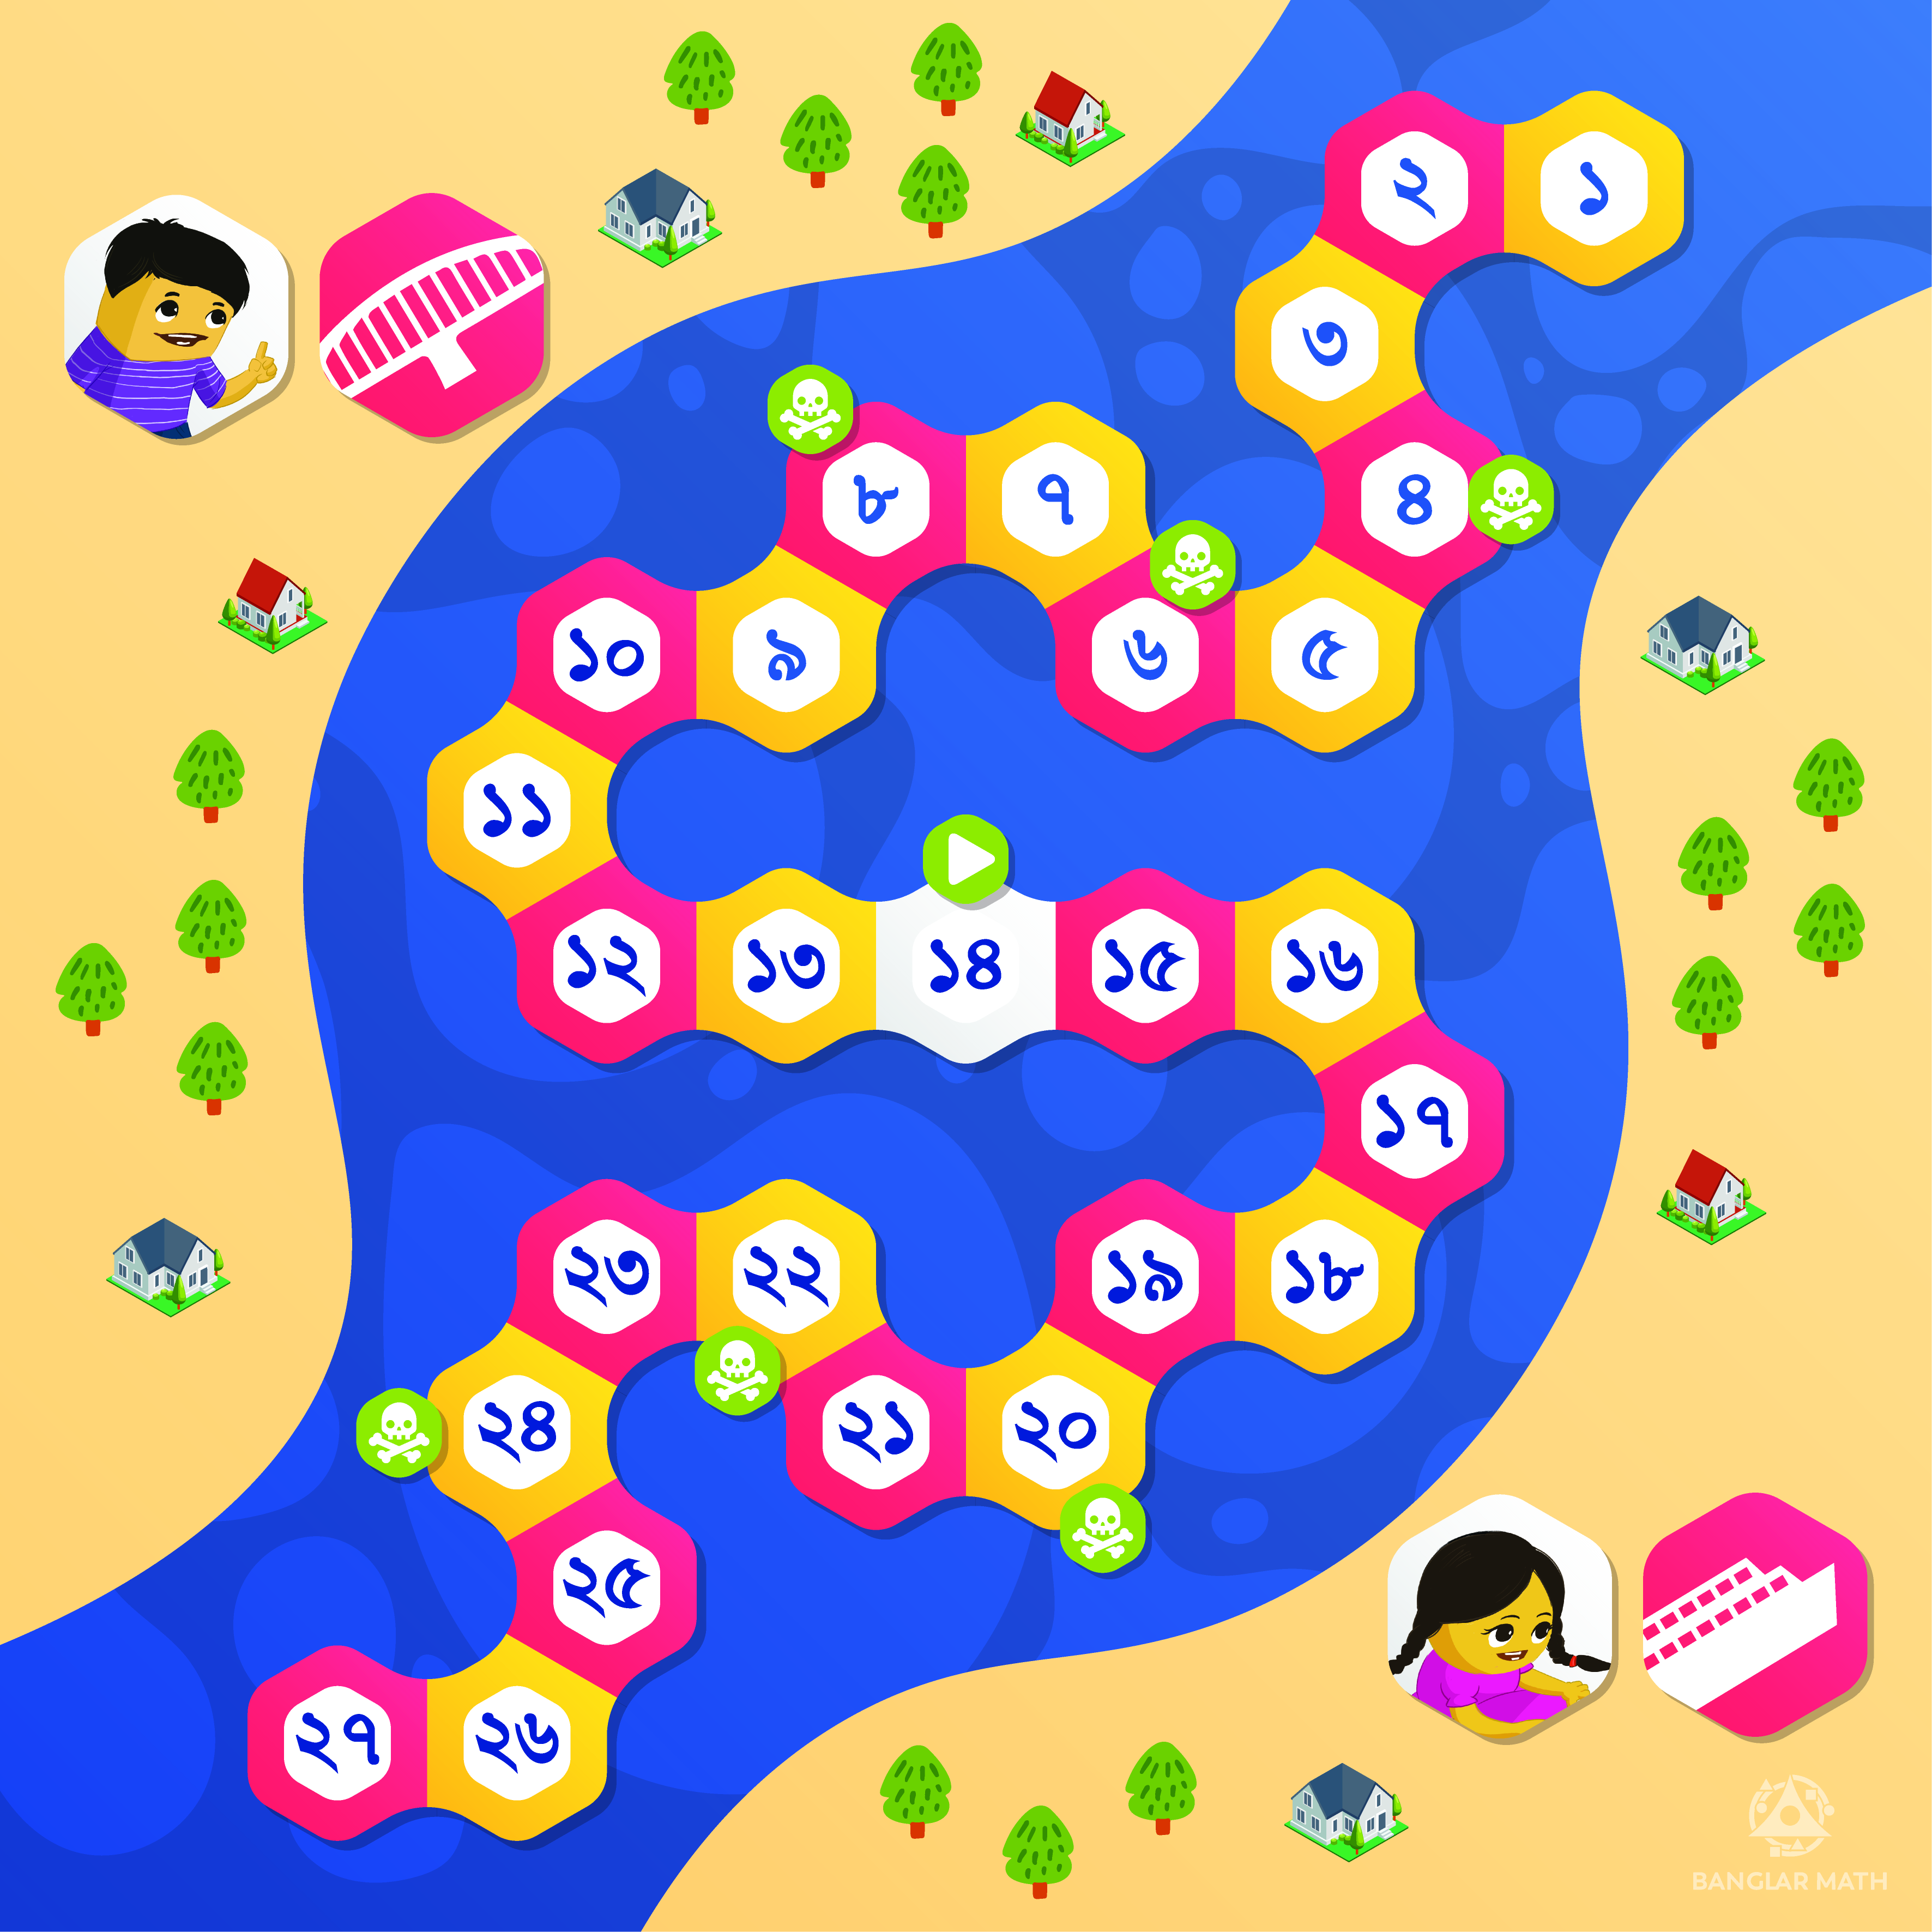 ২ ১
৩
৮ ৭ ৪
১০ ৯ ৬ ৫
১১
১২ ১৩ ১৪ ১৫ ১৬
১৭
২৩ ২২ ১৯ ১৮
২৪ ২১ ২০
২৫
২৭ ২৬
BANGLAR MATH